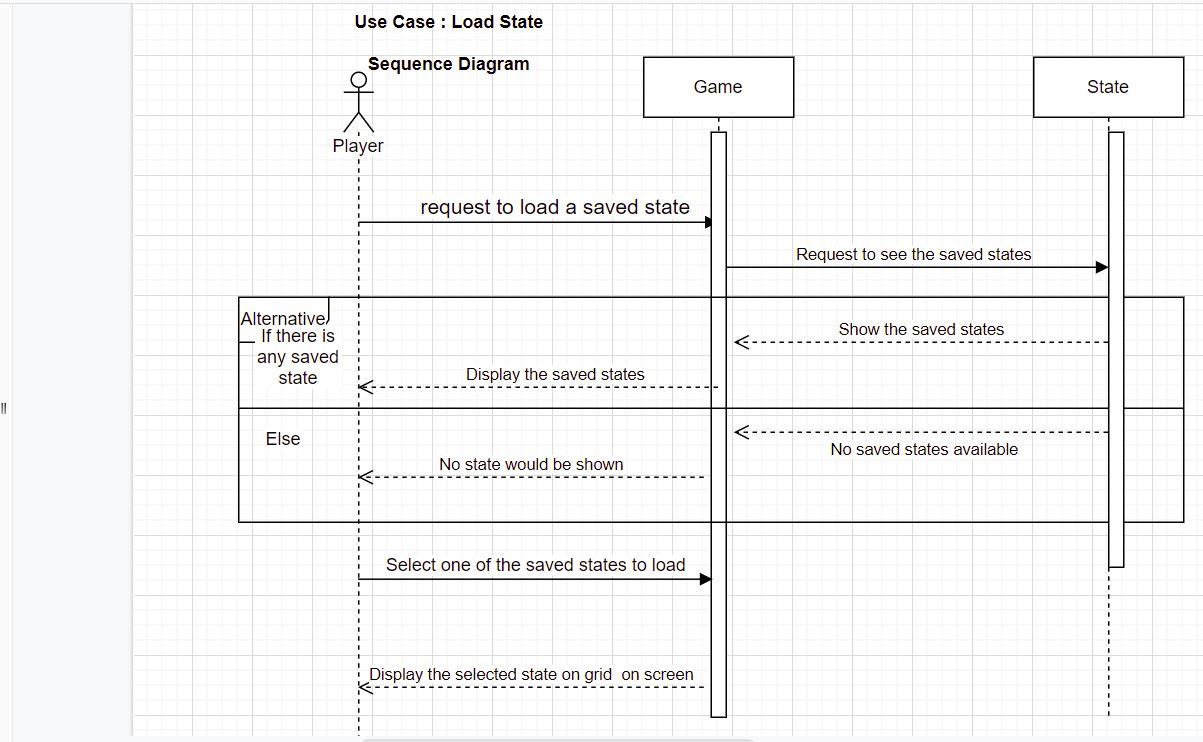 Use Case : Load State
Sequence Diagram
Game
State
Player
request to load a saved state
Request to see the saved states
Alternative
If there is
any saved
state
Show the saved states
Display the saved states
Else
No saved states available
No state would be shown
Select one of the saved states to load
Display the selected state on grid  on screen